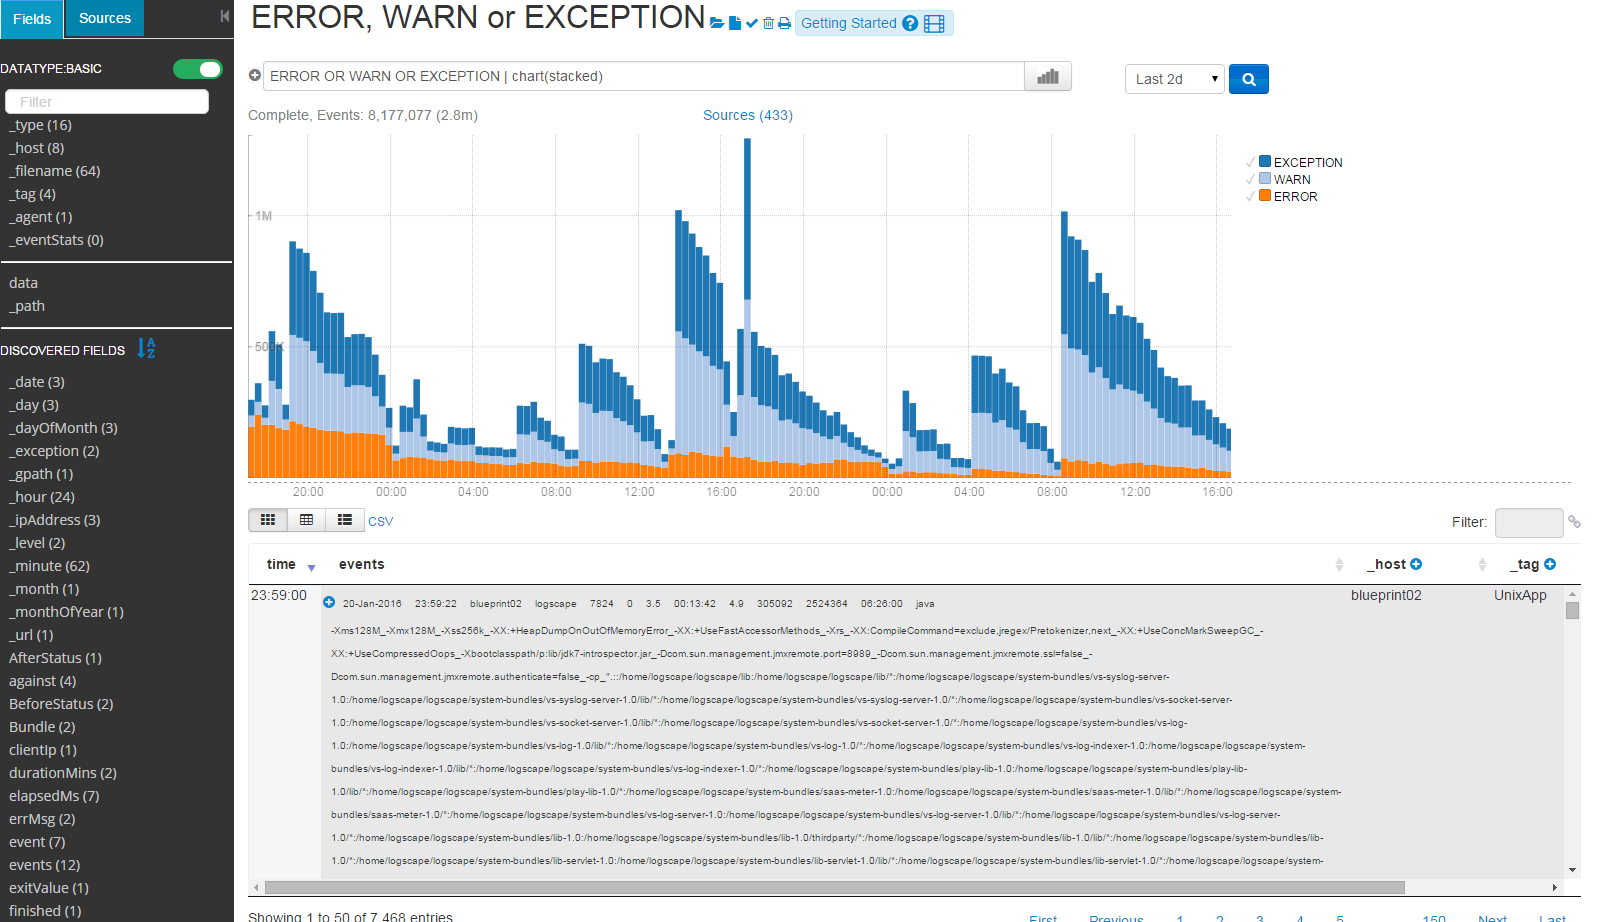 Fields
Sources
ERROR, WARN or EXCEPTION
Getting Started ?
DATATYPE:BASIC
Filter
_type (16)
_host (8)
_filename (64)
_tag (4)
_agent (1)
_eventStats (0)
data
_path
DISCOVERED FIELDS
A
Z
_date (3)
_day (3)
_dayOfMonth (3)
_exception (2)
_gpath (1)
_hour (24)
_ipAddress (3)
_level (2)
_minute (62)
_month (1)
_monthOfYear (1)
_url (1)
AfterStatus (1)
against (4)
BeforeStatus (2)
Bundle (2)
clientIp (1)
durationMins (2)
elapsedMs (7)
errMsg (2)
event (7)
events (12)
exitValue (1)
finished (1)
ERROR OR WARN OR EXCEPTION | chart(stacked)
Last 2d
Complete, Events: 8,177,077 (2.8m)
Sources (433)
1M
500K
EXCEPTION
WARN
ERROR
20:00 00:00 04:00 08:00 12:00 16:00 20:00 00:00 04:00 08:00 12:00 16:00
CSV
Filter:
time events _host _tag
23:59:00
20-Jan-2016 23:59:22 blueprint02 logscape 7824 0 3.5 00:13:42 4.9 305092 2524364 06:26:00 java
blueprint02
UnixApp
-Xms128M_-Xmx128M_-Xss256k_-XX:+HeapDumpOnOutOfMemoryError_-XX:+UseFastAccessorMethods_-Xrs_-XX:CompileCommand=exclude,jregex/Pretokenizer,next_-XX:+UseConcMarkSweepGC_-
XX:+UseCompressedOops_-Xbootclasspath/p:lib/jdk7-introspector.jar_-Dcom.sun.management.jmxremote.port=8989_-Dcom.sun.management.jmxremote.ssl=false_-
Dcom.sun.management.jmxremote.authenticate=false_-cp_".::/home/logscape/logscape/lib:/home/logscape/logscape/lib/*:/home/logscape/logscape/system-bundles/vs-syslog-server-
1.0:/home/logscape/logscape/system-bundles/vs-syslog-server-1.0/lib/*:/home/logscape/logscape/system-bundles/vs-syslog-server-1.0/*:/home/logscape/logscape/system-bundles/vs-socket-server-
1.0:/home/logscape/logscape/system-bundles/vs-socket-server-1.0/lib/*:/home/logscape/logscape/system-bundles/vs-socket-server-1.0/*:/home/logscape/logscape/system-bundles/vs-log-
1.0:/home/logscape/logscape/system-bundles/vs-log-1.0/lib/*:/home/logscape/logscape/system-bundles/vs-log-1.0/*:/home/logscape/logscape/system-bundles/vs-log-indexer-1.0:/home/logscape/logscape/system-
bundles/vs-log-indexer-1.0/lib/*:/home/logscape/logscape/system-bundles/vs-log-indexer-1.0/*:/home/logscape/logscape/system-bundles/play-lib-1.0:/home/logscape/logscape/system-bundles/play-lib-
1.0/lib/*:/home/logscape/logscape/system-bundles/play-lib-1.0/*:/home/logscape/logscape/system-bundles/saas-meter-1.0:/home/logscape/logscape/system-bundles/saas-meter-1.0/lib/*:/home/logscape/logscape/system-
bundles/saas-meter-1.0/*:/home/logscape/logscape/system-bundles/vs-log-server-1.0:/home/logscape/logscape/system-bundles/vs-log-server-1.0/lib/*:/home/logscape/logscape/system-bundles/vs-log-server-
1.0/*:/home/logscape/logscape/system-bundles/lib-1.0:/home/logscape/logscape/system-bundles/lib-1.0/thirdparty/*:/home/logscape/logscape/system-bundles/lib-1.0/lib/*:/home/logscape/logscape/system-bundles/lib-
1.0/*:/home/logscape/logscape/system-bundles/lib-servlet-1.0:/home/logscape/logscape/system-bundles/lib-servlet-1.0/lib/*:/home/logscape/logscape/system-bundles/lib-servlet-1.0/*:/home/logscape/logscape/system-
Showing 1 to 50 of 7,468 entries
First Previous 1 2 3 4 5 150 Next Last